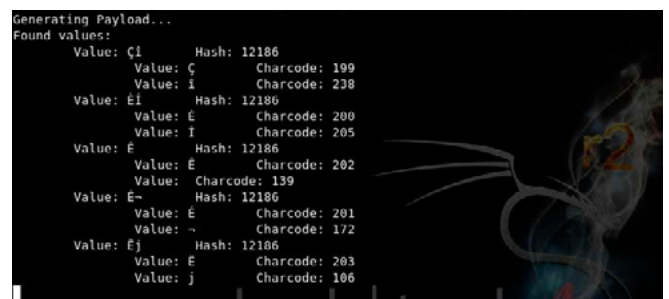 Generating Payload...
Found values:
Value: Çî Hash: 12186
Value: Ç Charcode: 199
Value: î Charcode: 238
Value: ÈÍ Hash: 12186
Value: È Charcode: 200
Value: Í Charcode: 205
Value: Ê Hash: 12186
Value: Ê Charcode: 202
Value: Charcode: 139
Value: É¬ Hash: 12186
Value: É Charcode: 201
Value: ¬ Charcode: 172
Value: Ëj Hash: 12186
Value: Ë Charcode: 203
Value: j Charcode: 106
r2